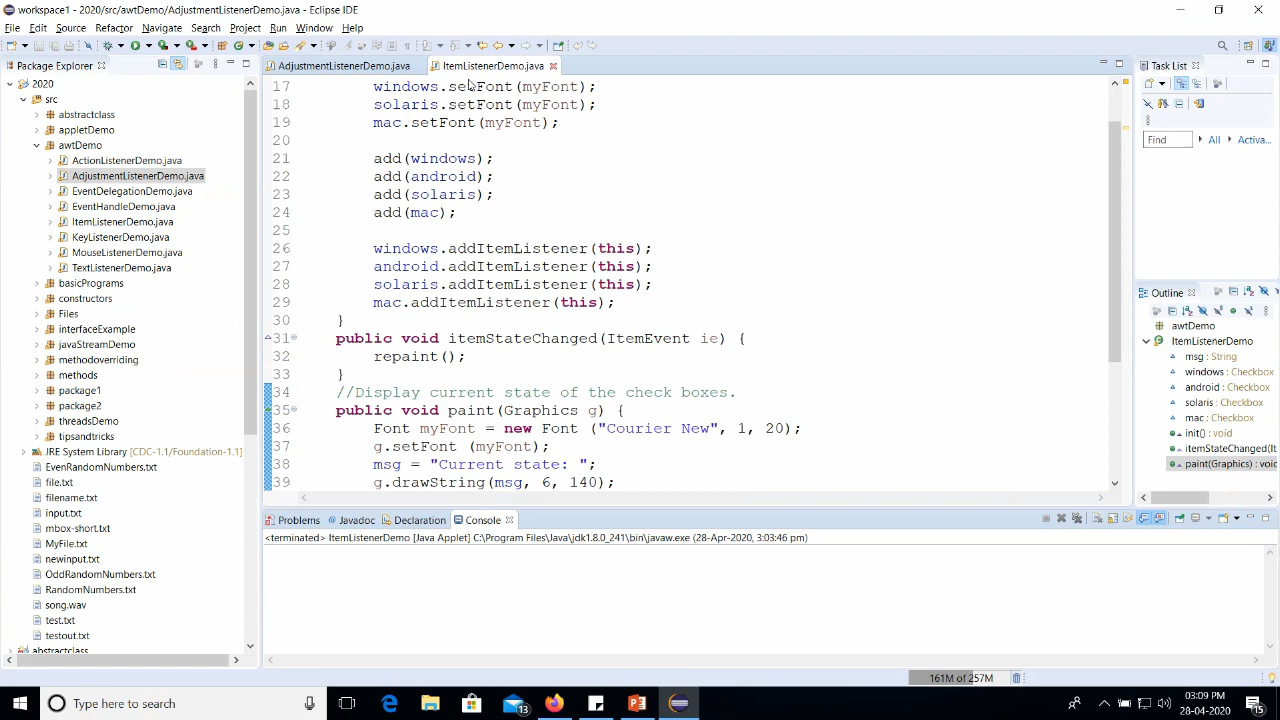 workspace1 - 2020/src/awtDemo/AdjustmentListenerDemo.java - Eclipse IDE
File Edit Source Refactor Navigate Search Project Run Window Help
Package Explorer
2020
src
abstractclass
appletDemo
awtDemo
ActionListenerDemo.java
AdjustmentListenerDemo.java
EventDelegationDemo.java
EventHandleDemo.java
ItemListenerDemo.java
KeyListenerDemo.java
MouseListenerDemo.java
TextListenerDemo.java
basicPrograms
constructors
Files
interfaceExample
javaStreamDemo
methodoverriding
methods
package1
package2
threadsDemo
tipsandtricks
JRE System Library [CDC-1.1/Foundation-1.1]
EvenRandomNumbers.txt
file.txt
filename.txt
input.txt
mbox-short.txt
MyFile.txt
newinput.txt
OddRandomNumbers.txt
RandomNumbers.txt
song.wav
test.txt
testout.txt
abstractclass
AdjustmentListenerDemo.java ItemListenerDemo.java
17 windows.setFont(myFont);
18 solaris.setFont(myFont);
19 mac.setFont(myFont);
20
21 add(windows);
22 add(android);
23 add(solaris);
24 add(mac);
25
26 windows.addItemListener(this);
27 android.addItemListener(this);
28 solaris.addItemListener(this);
29 mac.addItemListener(this);
30 }
31 public void itemStateChanged(ItemEvent ie) {
32 repaint();
33 }
34 //Display current state of the check boxes.
35 public void paint(Graphics g) {
36 Font myFont = new Font ("Courier New", 1, 20);
37 g.setFont (myFont);
38 msg = "Current state: ";
39 g.drawString(msg, 6, 140);
Problems Javadoc Declaration Console
<terminated> ItemListenerDemo [Java Applet] C:\Program Files\Java\jdk1.8.0_241\bin\javaw.exe (28-Apr-2020, 3:03:46 pm)
Task List
Find All Activa...
Outline
awtDemo
ItemListenerDemo
msg : String
windows : Checkbox
android : Checkbox
solaris : Checkbox
mac : Checkbox
init() : void
itemStateChanged(It
paint(Graphics) : voic
161M of 257M
Type here to search
13
03:09 PM
28-04-2020
15